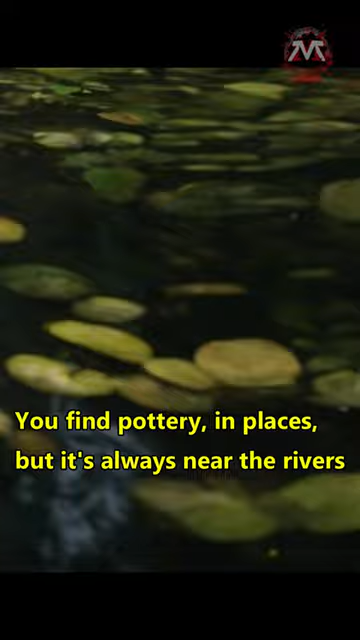 M
You find pottery, in places,
but it's always near the rivers